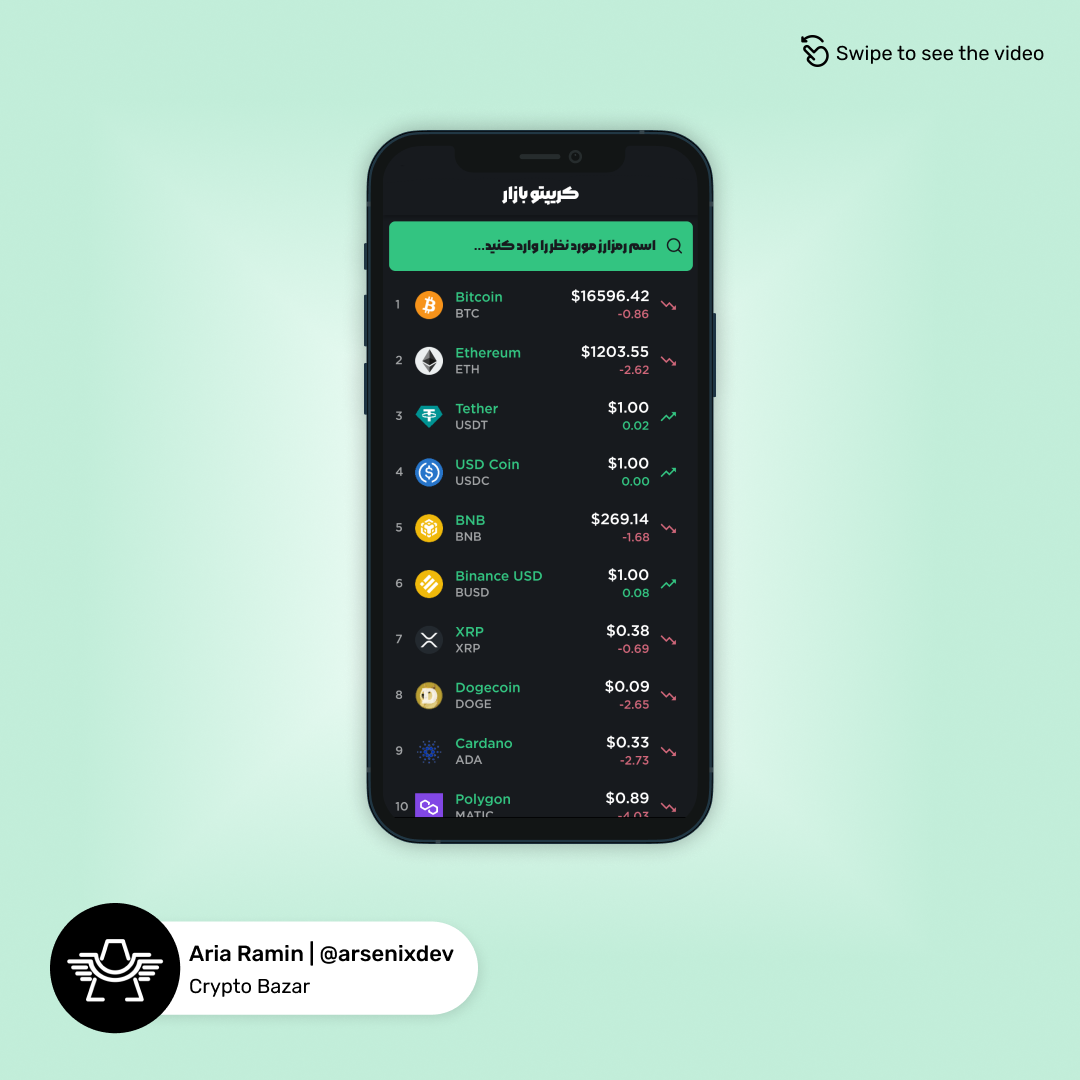 Swipe to see the video
کریپتو بازار
اسم رمزارز مورد نظر را وارد کنید...
1 Bitcoin $16596.42
BTC -0.86
2 Ethereum $1203.55
ETH -2.62
3 Tether $1.00
USDT 0.02
4 USD Coin $1.00
USDC 0.00
5 BNB $269.14
BNB -1.68
6 Binance USD $1.00
BUSD 0.08
7 XRP $0.38
XRP -0.69
8 Dogecoin $0.09
DOGE -2.65
9 Cardano $0.33
ADA -2.73
10 Polygon $0.89
MATIC -4.03
Aria Ramin | @arsenixdev
Crypto Bazar